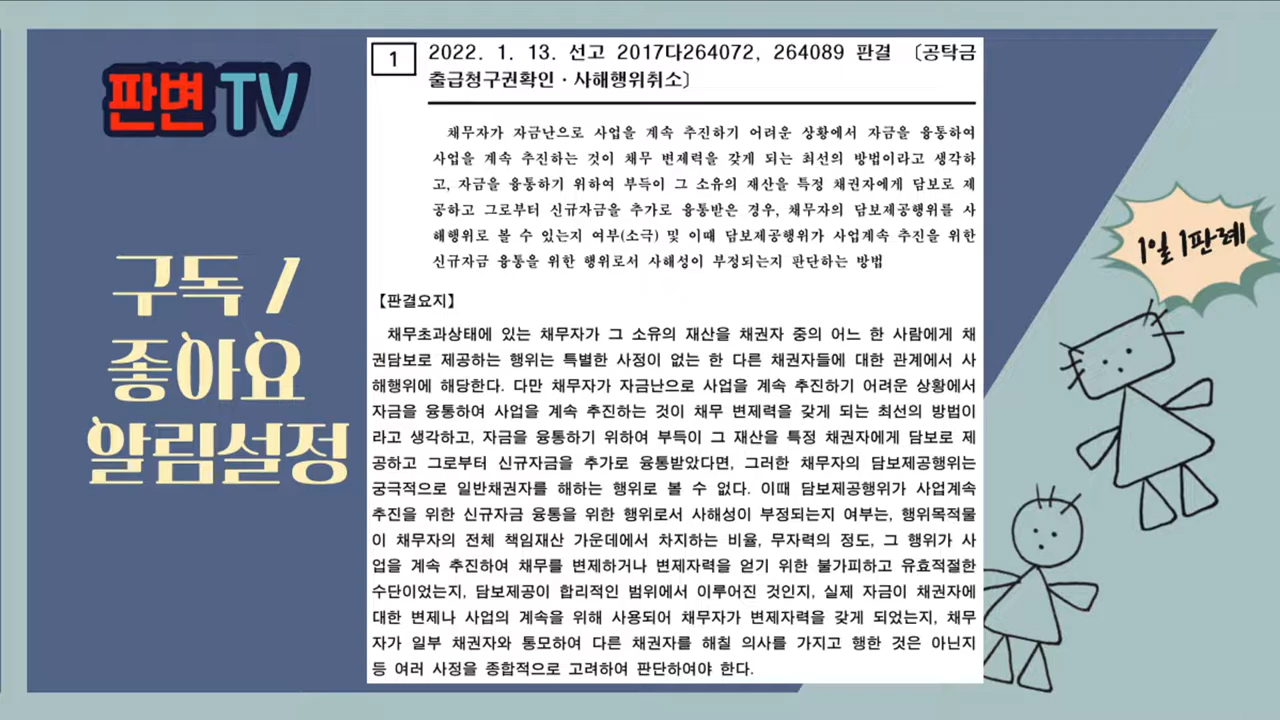 판변 TV
구독 /
좋아요
알림설정
1 2022. 1. 13. 선고 2017다264072, 264089 판결 〔공탁금
출급청구권확인·사해행위취소〕
채무자가 자금난으로 사업을 계속 추진하기 어려운 상황에서 자금을 융통하여
사업을 계속 추진하는 것이 채무 변제력을 갖게 되는 최선의 방법이라고 생각하
고, 자금을 융통하기 위하여 부득이 그 소유의 재산을 특정 채권자에게 담보로 제
공하고 그로부터 신규자금을 추가로 융통받은 경우, 채무자의 담보제공행위를 사
해행위로 볼 수 있는지 여부(소극) 및 이때 담보제공행위가 사업계속 추진을 위한
신규자금 융통을 위한 행위로서 사해성이 부정되는지 판단하는 방법
【판결요지】
채무초과상태에 있는 채무자가 그 소유의 재산을 채권자 중의 어느 한 사람에게 채
권담보로 제공하는 행위는 특별한 사정이 없는 한 다른 채권자들에 대한 관계에서 사
해행위에 해당한다. 다만 채무자가 자금난으로 사업을 계속 추진하기 어려운 상황에서
자금을 융통하여 사업을 계속 추진하는 것이 채무 변제력을 갖게 되는 최선의 방법이
라고 생각하고, 자금을 융통하기 위하여 부득이 그 재산을 특정 채권자에게 담보로 제
공하고 그로부터 신규자금을 추가로 융통받았다면, 그러한 채무자의 담보제공행위는
궁극적으로 일반채권자를 해하는 행위로 볼 수 없다. 이때 담보제공행위가 사업계속
추진을 위한 신규자금 융통을 위한 행위로서 사해성이 부정되는지 여부는, 행위목적물
이 채무자의 전체 책임재산 가운데에서 차지하는 비율, 무자력의 정도, 그 행위가 사
업을 계속 추진하여 채무를 변제하거나 변제자력을 얻기 위한 불가피하고 유효적절한
수단이었는지, 담보제공이 합리적인 범위에서 이루어진 것인지, 실제 자금이 채권자에
대한 변제나 사업의 계속을 위해 사용되어 채무자가 변제자력을 갖게 되었는지, 채무
자가 일부 채권자와 통모하여 다른 채권자를 해칠 의사를 가지고 행한 것은 아닌지
등 여러 사정을 종합적으로 고려하여 판단하여야 한다.
1일 1판례